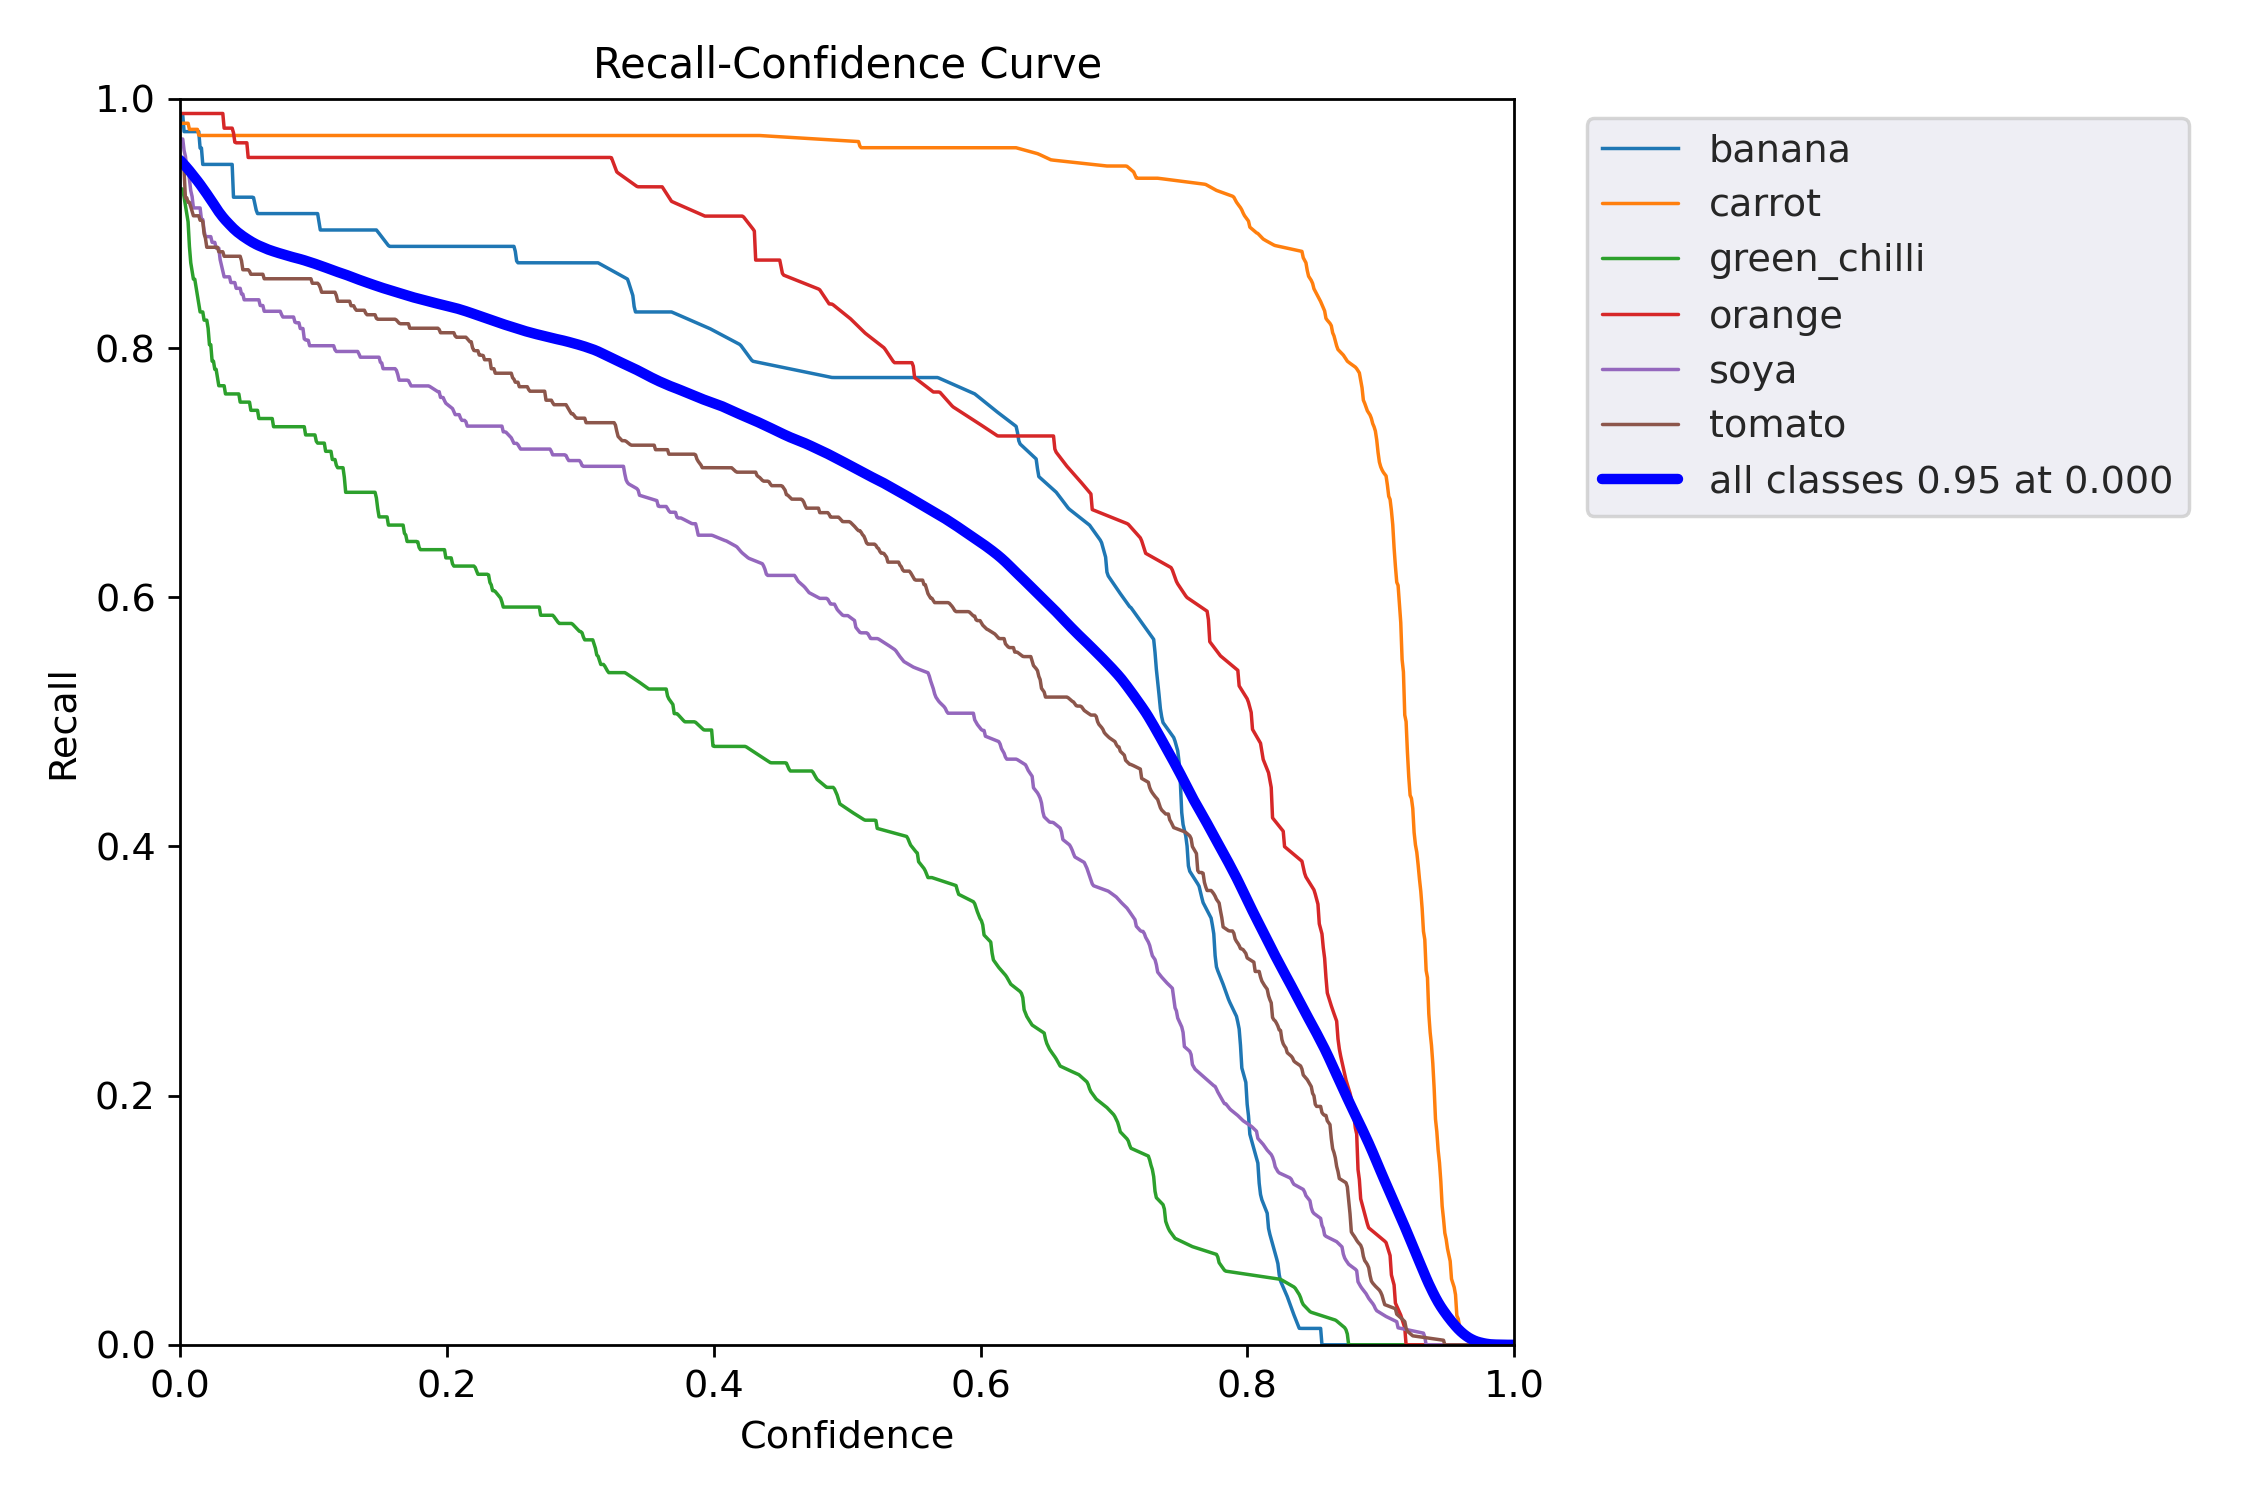 Recall-Confidence Curve
1.0
0.8
0.6
0.4
0.2
0.0
Recall
0.0 0.2 0.4 0.6 0.8 1.0
Confidence
banana
carrot
green_chilli
orange
soya
tomato
all classes 0.95 at 0.000